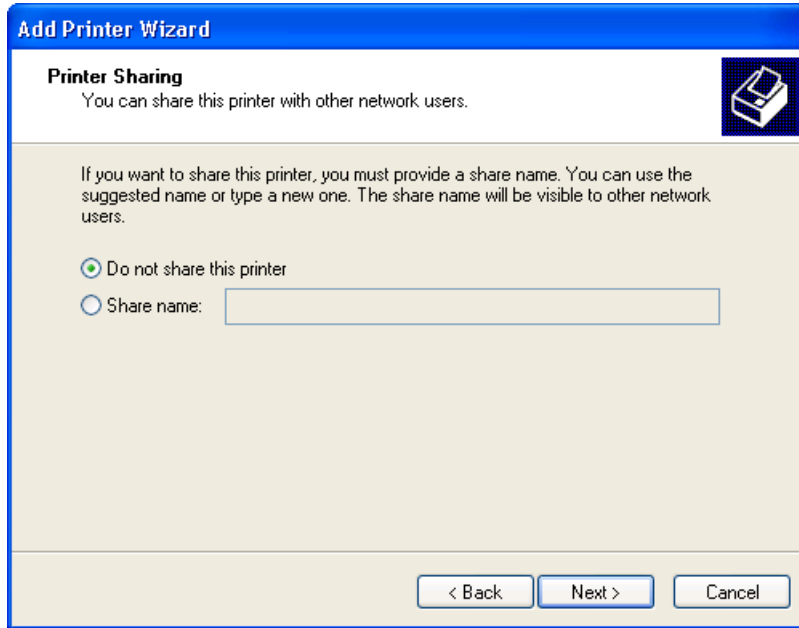 Add Printer Wizard
Printer Sharing
You can share this printer with other network users.
If you want to share this printer, you must provide a share name. You can use the
suggested name or type a new one. The share name will be visible to other network
users.
Do not share this printer
Share name:
< Back Next > Cancel